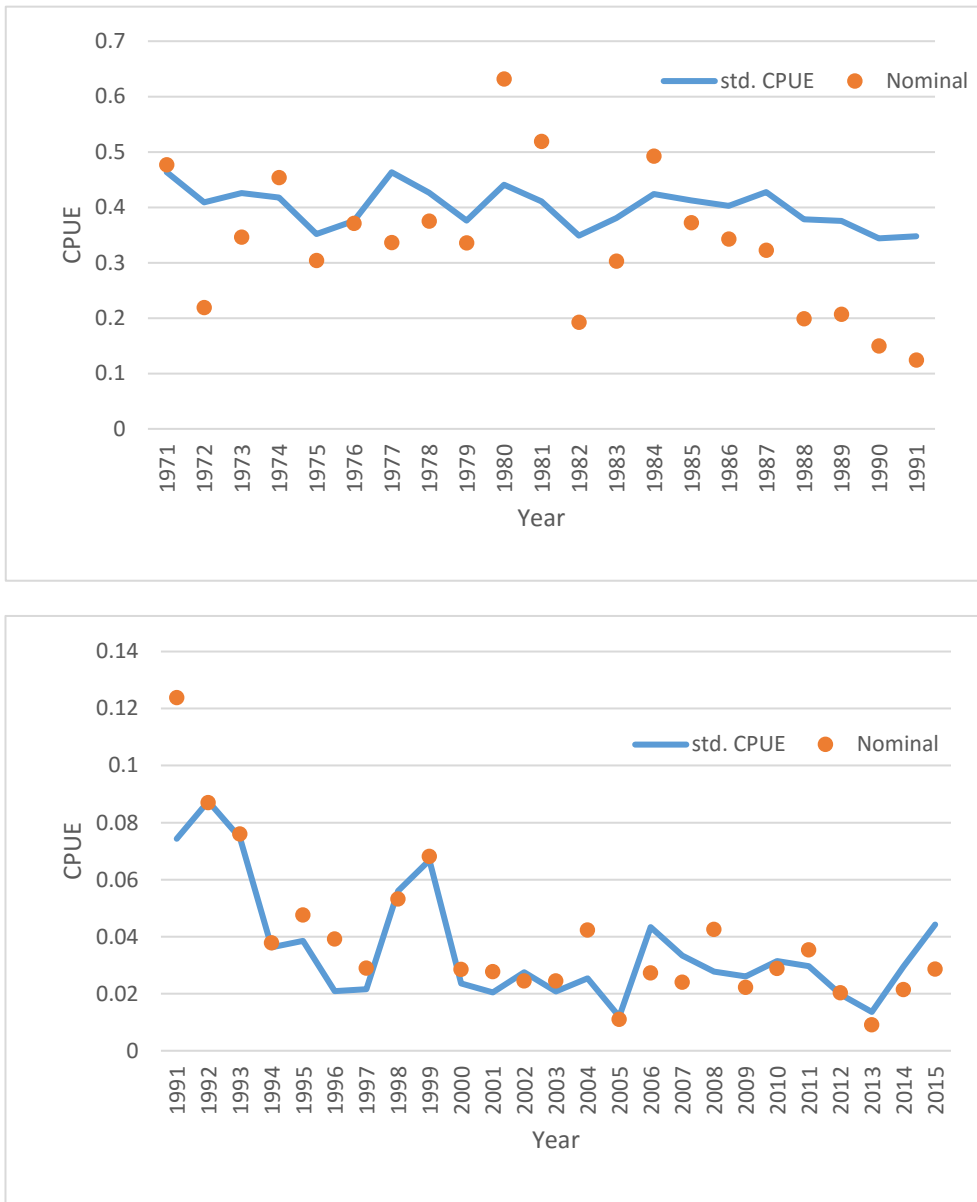 0.7
0.6
0.5
0.4
0.3
0.2
0.1
0
CPUE
std. CPUE Nominal
1971 1972 1973 1974 1975 1976 1977 1978 1979 1980 1981 1982 1983 1984 1985 1986 1987 1988 1989 1990 1991
Year
0.14
0.12
0.1
0.08
0.06
0.04
0.02
0
CPUE
std. CPUE Nominal
1991 1992 1993 1994 1995 1996 1997 1998 1999 2000 2001 2002 2003 2004 2005 2006 2007 2008 2009 2010 2011 2012 2013 2014 2015
Year